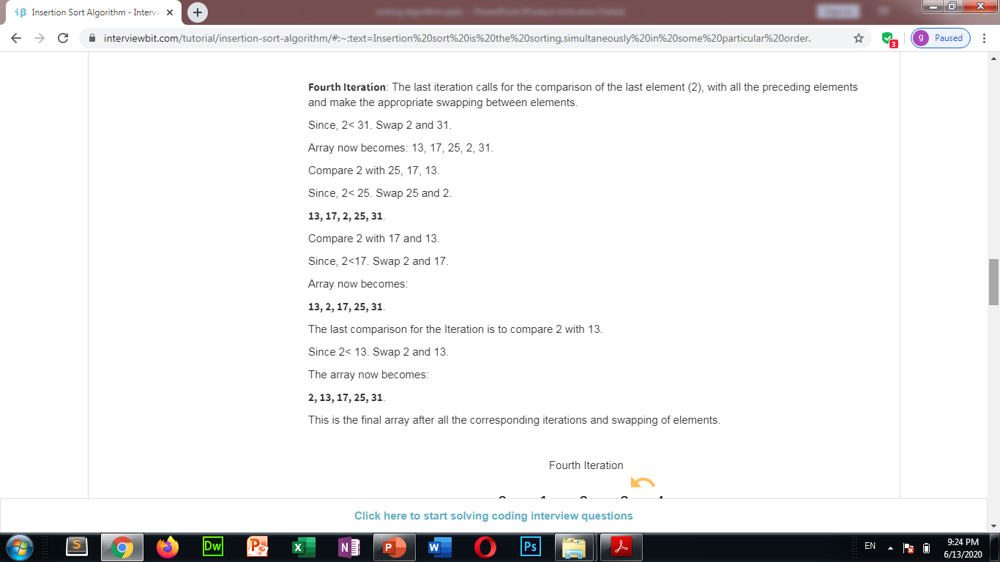 Insertion Sort Algorithm - Intervi
interviewbit.com/tutorial/insertion-sort-algorithm/#:~:text=Insertion%20sort%20is%20the%20sorting,simultaneously%20in%20some%20particular%20order.
3
g Paused
Fourth Iteration: The last iteration calls for the comparison of the last element (2), with all the preceding elements
and make the appropriate swapping between elements.
Since, 2< 31. Swap 2 and 31.
Array now becomes: 13, 17, 25, 2, 31.
Compare 2 with 25, 17, 13.
Since, 2< 25. Swap 25 and 2.
13, 17, 2, 25, 31.
Compare 2 with 17 and 13.
Since, 2<17. Swap 2 and 17.
Array now becomes:
13, 2, 17, 25, 31.
The last comparison for the Iteration is to compare 2 with 13.
Since 2< 13. Swap 2 and 13.
The array now becomes:
2, 13, 17, 25, 31.
This is the final array after all the corresponding iterations and swapping of elements.
Fourth Iteration
Click here to start solving coding interview questions
S Dw P X N P W Ps
EN
9:24 PM
6/13/2020